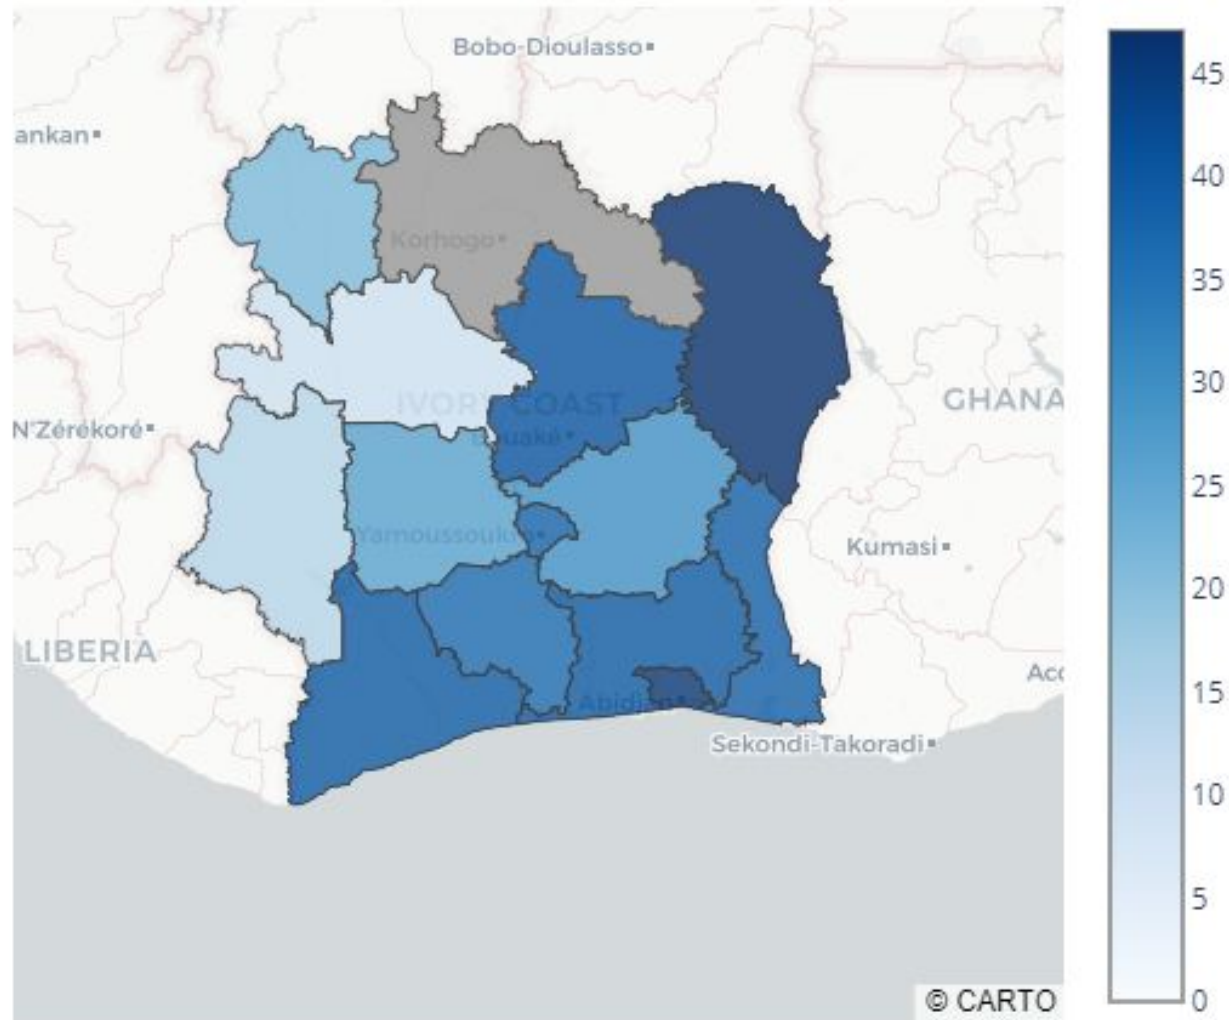 Bobo-Dioulasso
ankan
Korhogo
IVORY COAST
GHANA
N'Zérékoré
Bouaké
Yamoussoukro
Kumasi
LIBERIA
Acc
Abidjan
Sekondi-Takoradi
© CARTO
45
40
35
30
25
20
15
10
5
0